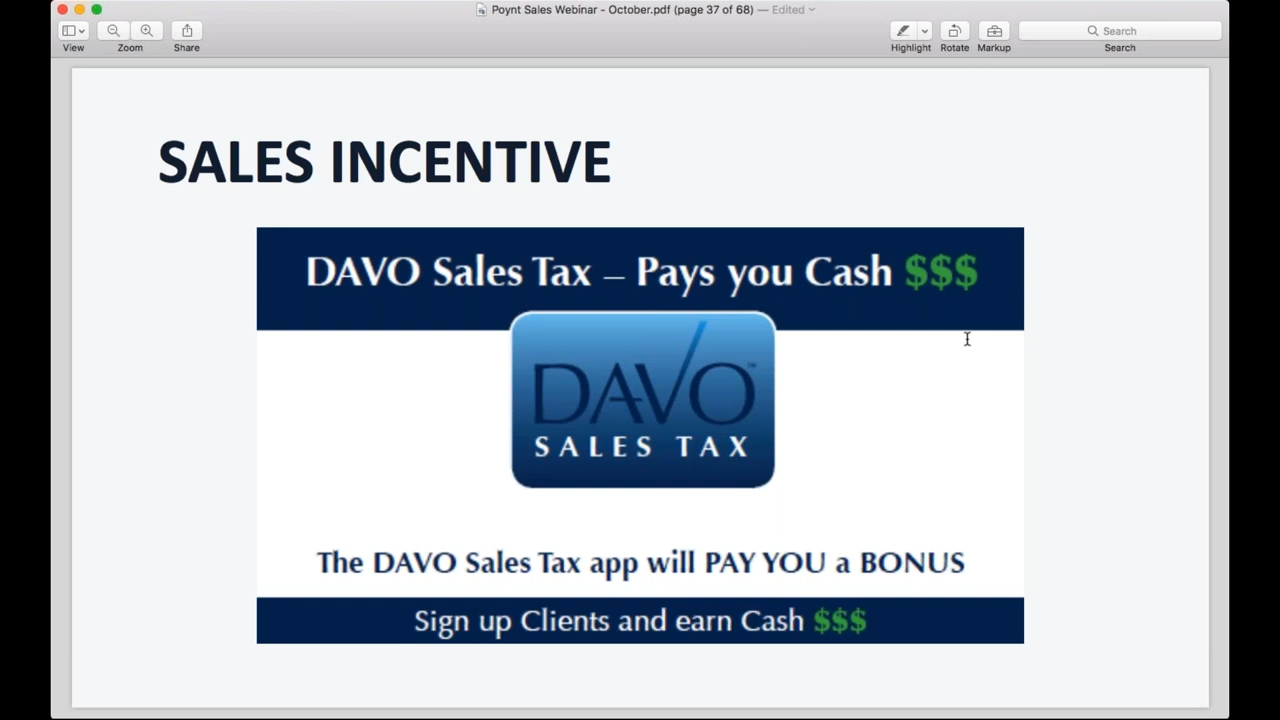 Poynt Sales Webinar - October.pdf (page 37 of 68) — Edited
View
Zoom
Share
Highlight
Rotate
Markup
Search
Search
SALES INCENTIVE
DAVO Sales Tax – Pays you Cash $$$
DAVO™
SALES TAX
The DAVO Sales Tax app will PAY YOU a BONUS
Sign up Clients and earn Cash $$$